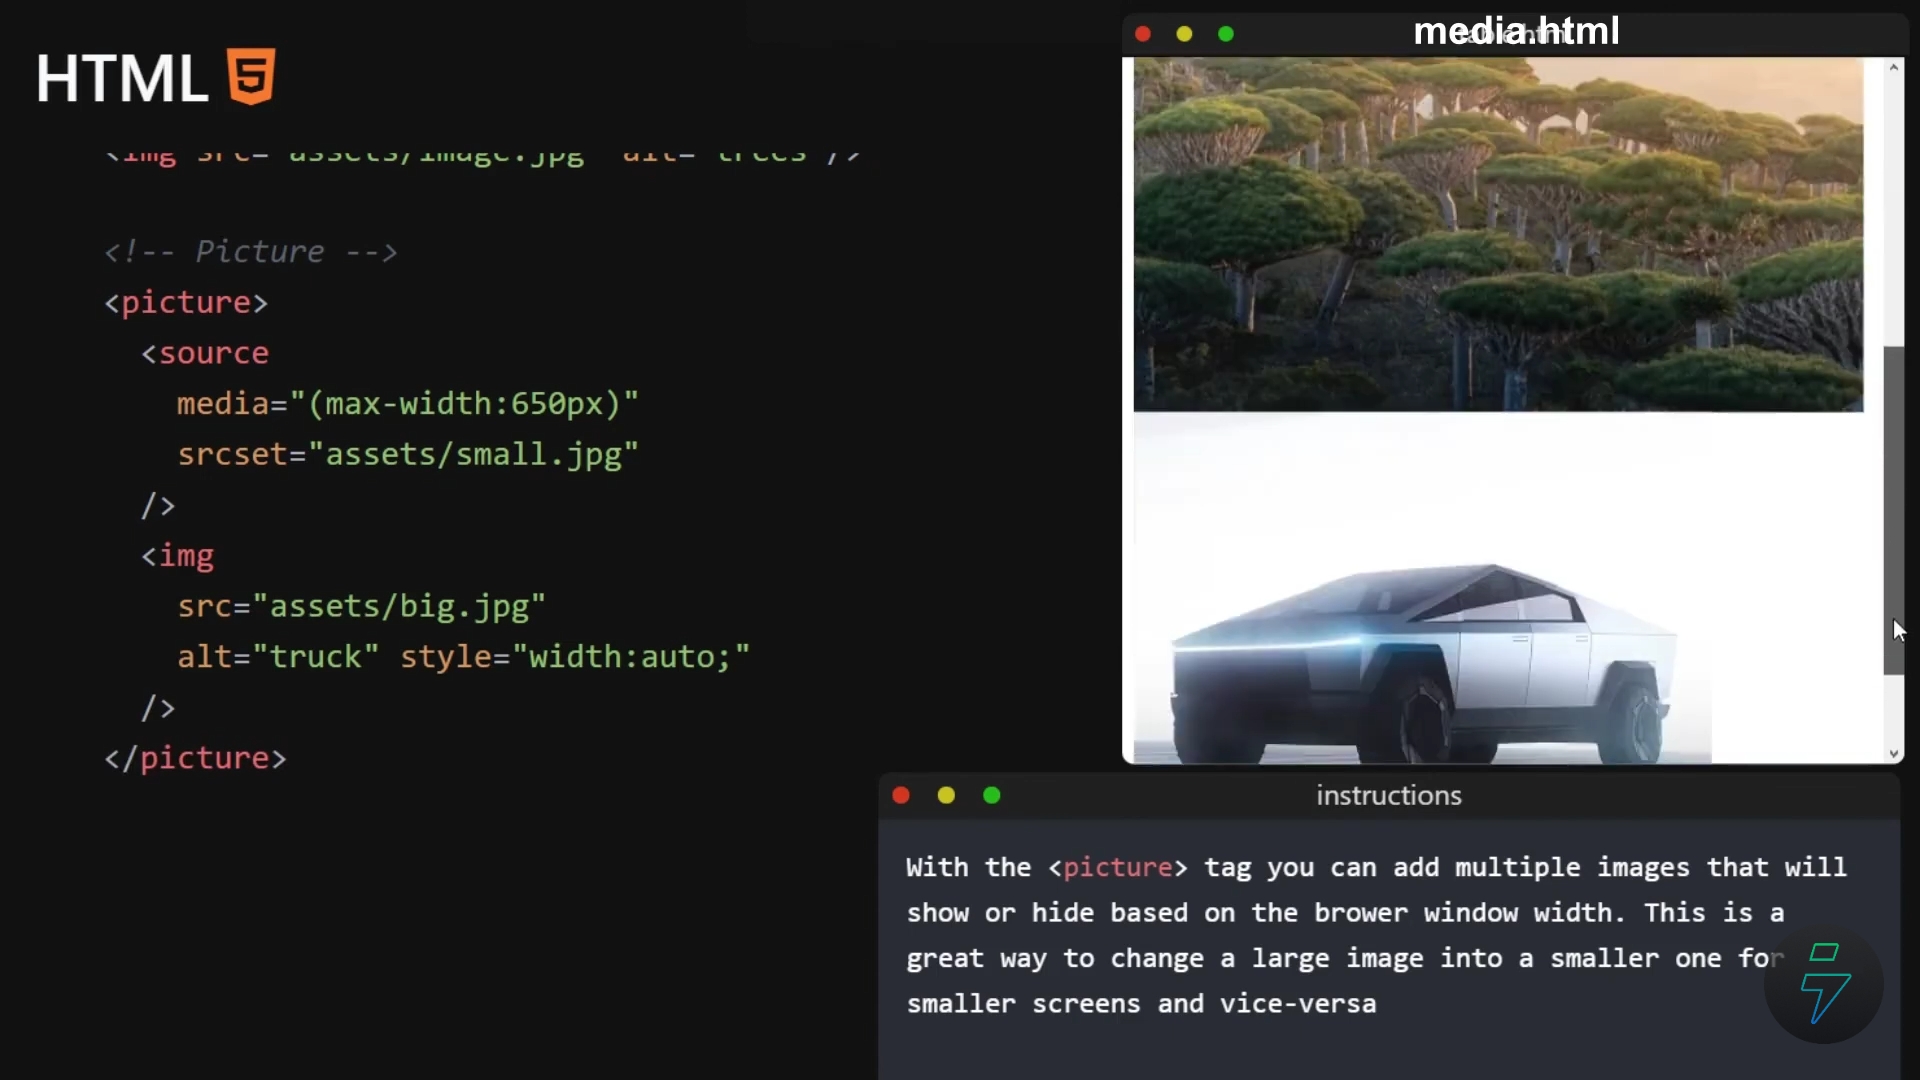 HTML 5
<img src="assets/image.jpg" alt="trees"/>
<!-- Picture -->
<picture>
<source
media="(max-width:650px)"
srcset="assets/small.jpg"
/>
<img
src="assets/big.jpg"
alt="truck" style="width:auto;"
/>
</picture>
media.html
instructions
With the <picture> tag you can add multiple images that will
show or hide based on the brower window width. This is a
great way to change a large image into a smaller one for
smaller screens and vice-versa